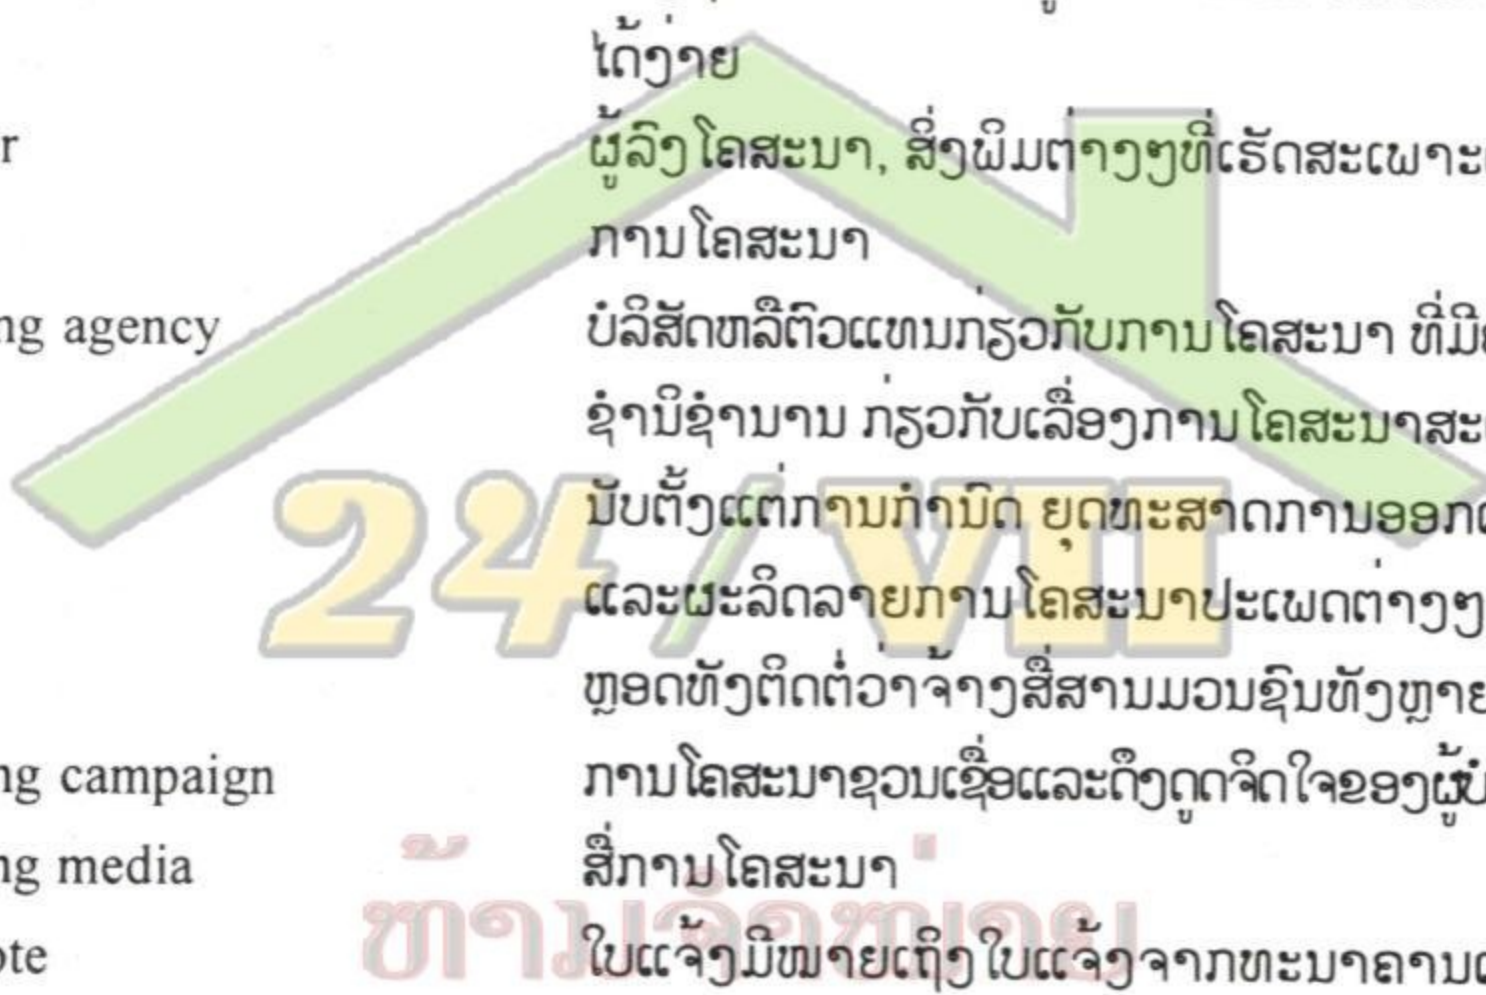 ໄດ້ງ່າຍ
r ຜູ້ລົງໂຄສະນາ, ສິ່ງພິມຕ່າງໆທີ່ເຮັດສະເພາະ
ການໂຄສະນາ
ng agency ບໍລິສັດຫລືຕົວແທນກ່ຽວກັບການໂຄສະນາ ທີ່ມີ
ຊຳນິຊຳນານ ກ່ຽວກັບເລື່ອງການໂຄສະນາສະ
ນັບຕັ້ງແຕ່ການກຳນົດ ຍຸດທະສາດການອອກ
ແລະຜະລິດລາຍການໂຄສະນາປະເພດຕ່າງໆ
ຫຼອດທັງຕິດຕໍ່ວ່າຈ້າງສື່ສານມວນຊົນທັງຫຼາຍ
ng campaign ການໂຄສະນາຊວນເຊື່ອແລະດຶງດູດຈິດໃຈຂອງຜູ້ບໍ
ng media ສື່ການໂຄສະນາ
ote ໃບແຈ້ງມີໝາຍເຖິງໃບແຈ້ງຈາກທະນາຄານ
24/VII
ຫ້າມຈຳໜ່າຍ